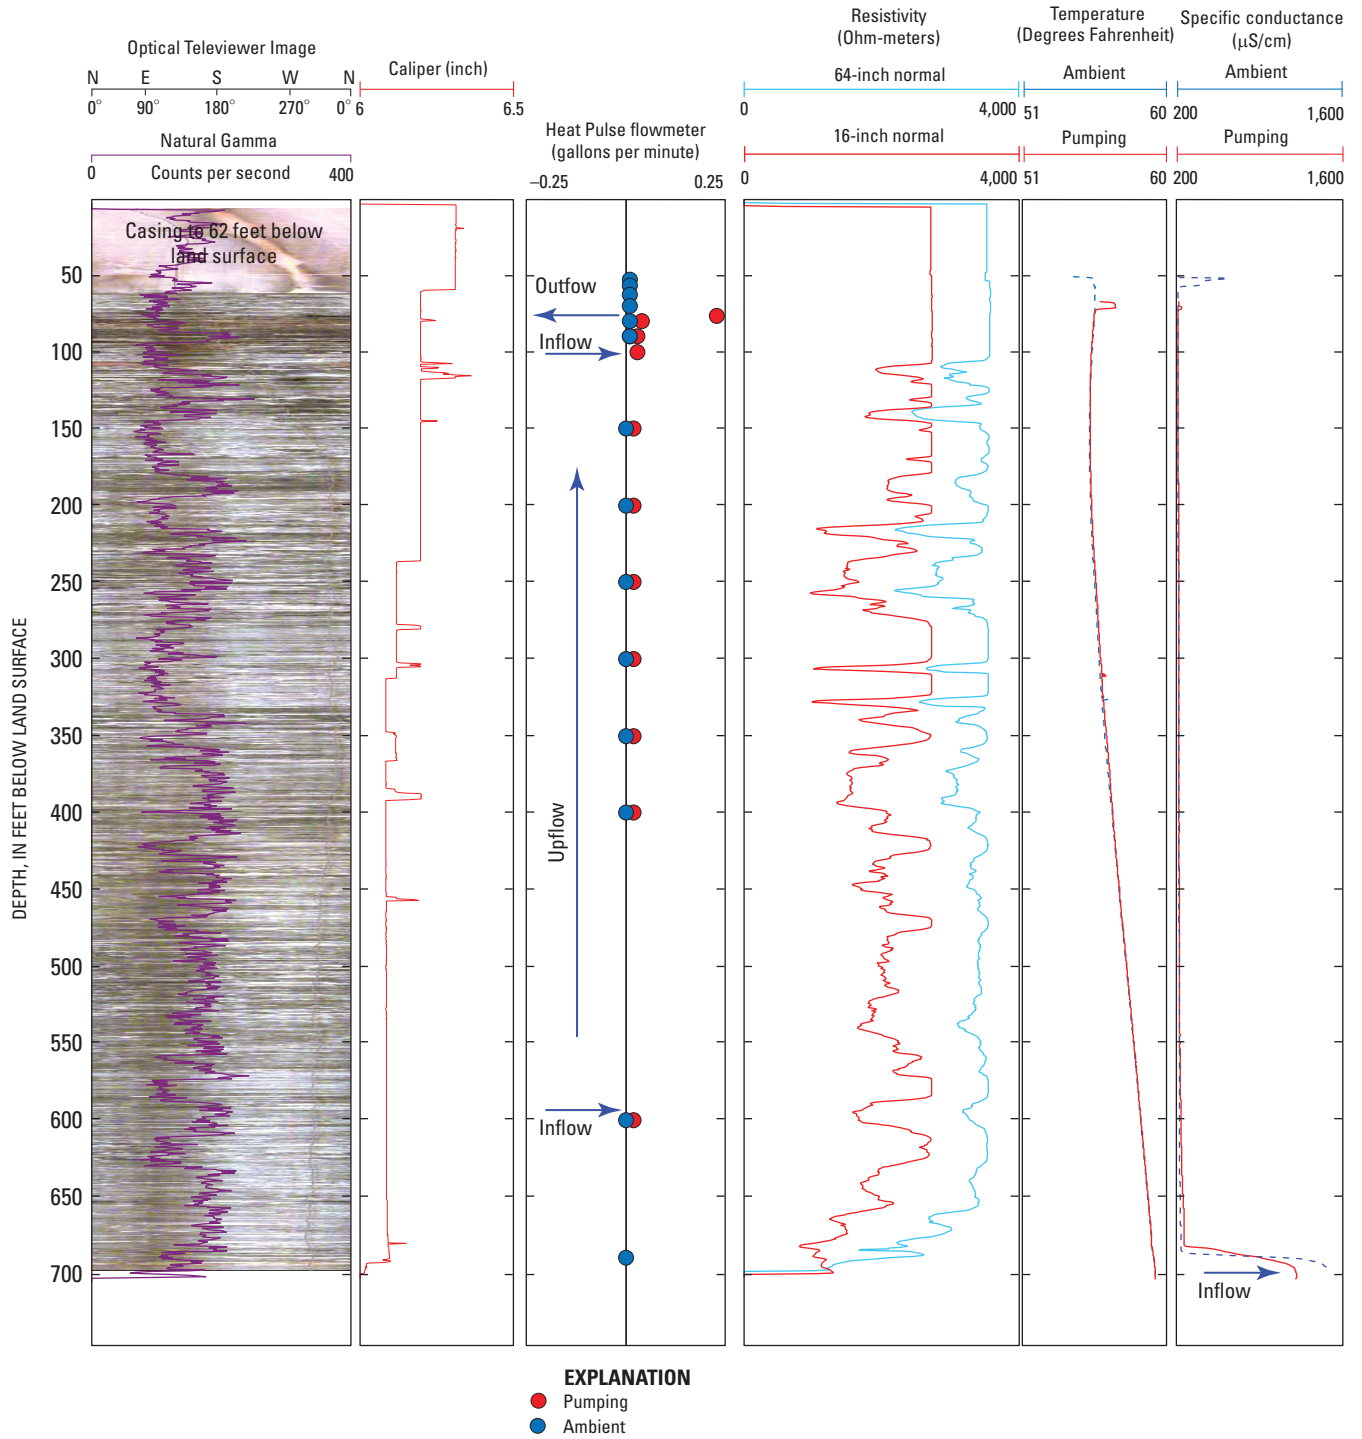 Resistivity
(Ohm-meters)
Temperature
(Degrees Fahrenheit)
Specific conductance
(µS/cm)
Optical Televiewer Image
N E S W N
0° 90° 180° 270° 0°
Caliper (inch)
6 6.5
64-inch normal
0 4,000
Ambient
51 60
Ambient
200 1,600
Natural Gamma
0 Counts per second 400
Heat Pulse flowmeter
(gallons per minute)
–0.25 0.25
16-inch normal
0 4,000
Pumping
51 60
Pumping
200 1,600
Casing to 62 feet below
land surface
DEPTH, IN FEET BELOW LAND SURFACE
50
100
150
200
250
300
350
400
450
500
550
600
650
700
Outfow
Inflow
Upflow
Inflow
Inflow
EXPLANATION
Pumping
Ambient